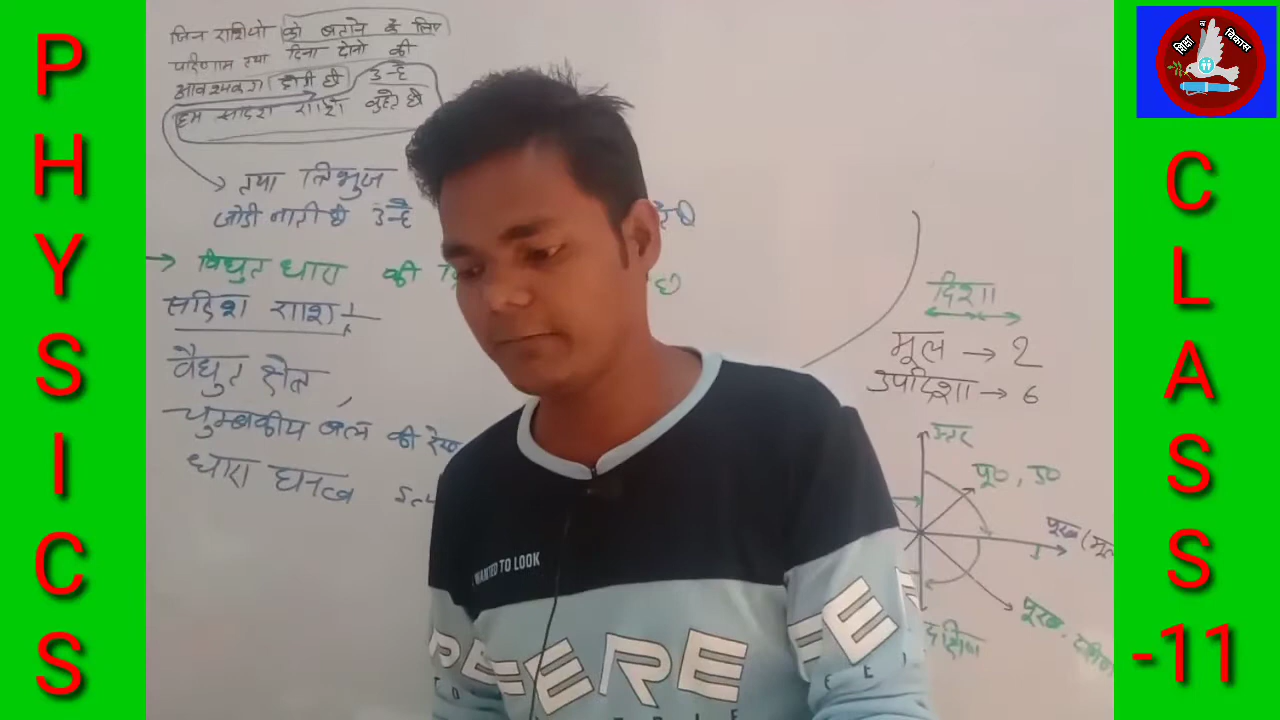 PHYSICS
जिन राशियो को बताने के लिए
परिणाम तथा दिशा दोनो की
आवश्यकता होती है उन्हे
हम सदिश राशि कहते है
तथा त्रिभुज
जोडी जाती है उन्हे
विधुत धारा की
सदिश राशि
वैधुत क्षेत्र,
चुम्बकीय बल की
धारा घनत्व
दिशा
मूल → 2
उपदिशा → 6
उत्तर
पू०, उ०
पूरब (मूल
पूरब,
दक्षिण
WANTED TO LOOK
शिक्षा व विकास
CLASS
-11